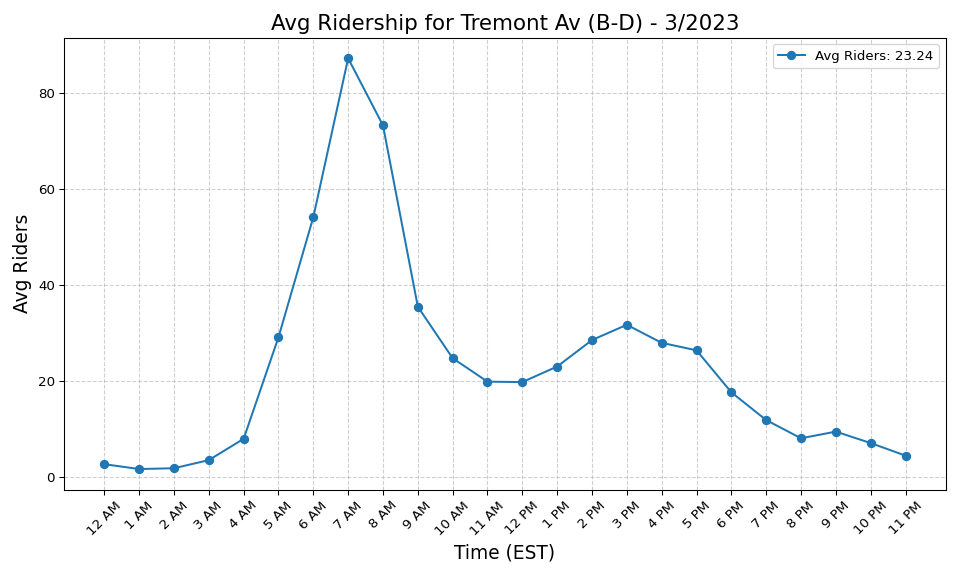 Avg Ridership for Tremont Av (B-D) - 3/2023
Avg Riders: 23.24
Avg Riders
80
60
40
20
0
12 AM
1 AM
2 AM
3 AM
4 AM
5 AM
6 AM
7 AM
8 AM
9 AM
10 AM
11 AM
12 PM
1 PM
2 PM
3 PM
4 PM
5 PM
6 PM
7 PM
8 PM
9 PM
10 PM
11 PM
Time (EST)